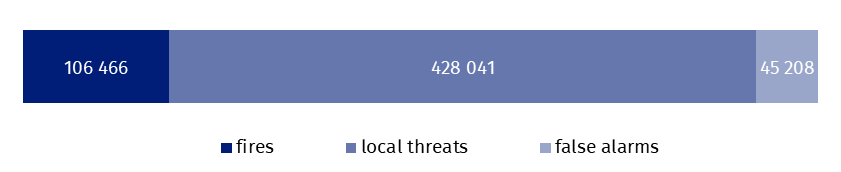 106 466 428 041 45 208
fires local threats false alarms